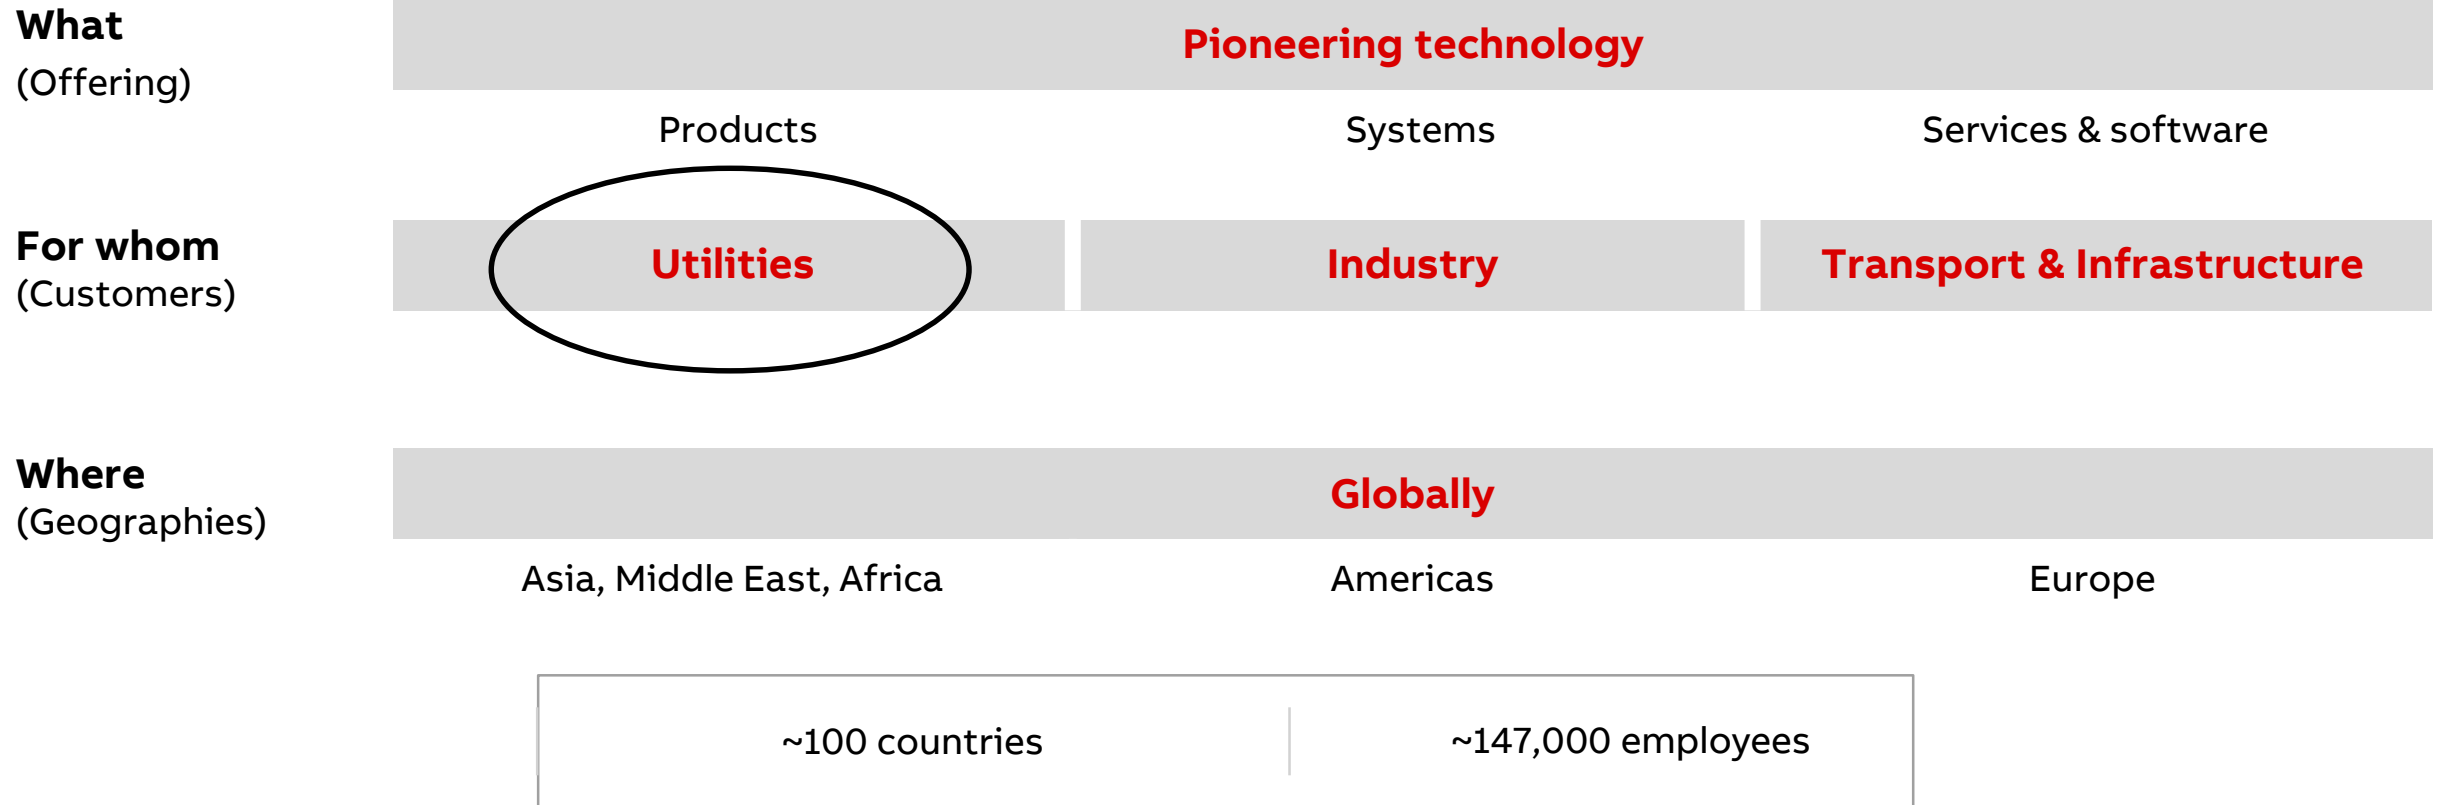 What
(Offering)
Pioneering technology
Products
Systems
Services & software
For whom
(Customers)
Utilities
Industry
Transport & Infrastructure
Where
(Geographies)
Globally
Asia, Middle East, Africa
Americas
Europe
~100 countries
~147,000 employees